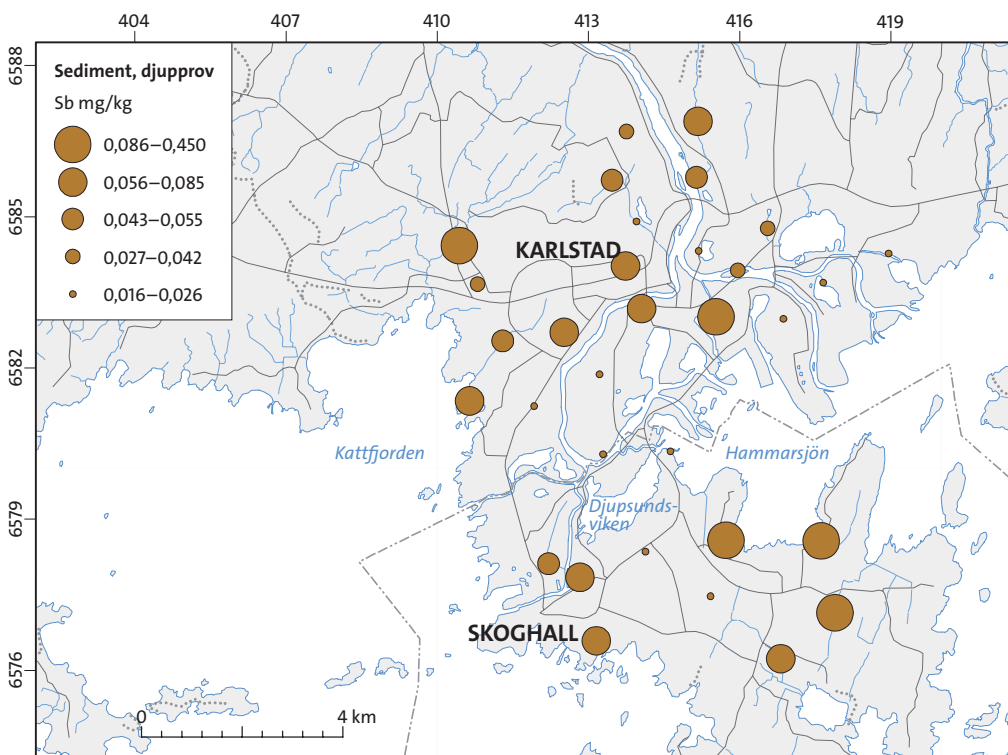 404 407 410 413 416 419
6588
6585
6582
6579
6576
Sediment, djupprov
Sb mg/kg
0,086–0,450
0,056–0,085
0,043–0,055
0,027–0,042
0,016–0,026
KARLSTAD
Kattfjorden
Hammarsjön
Djupsunds-
viken
SKOGHALL
0 4 km